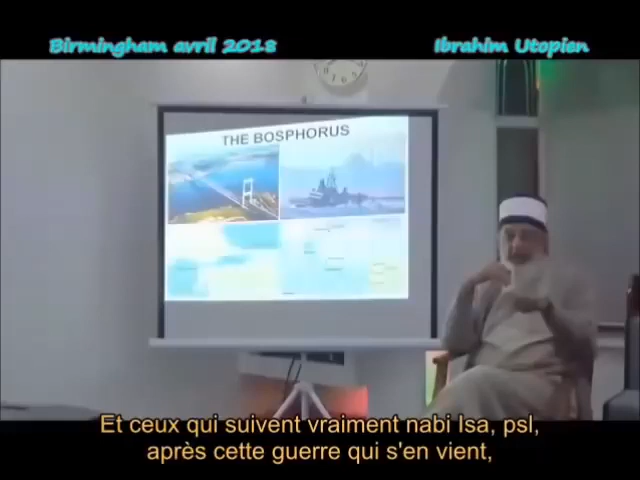 Birmingham avril 2018
Ibrahim Utopien
THE BOSPHORUS
Et ceux qui suivent vraiment nabi Isa, psl,
après cette guerre qui s'en vient,